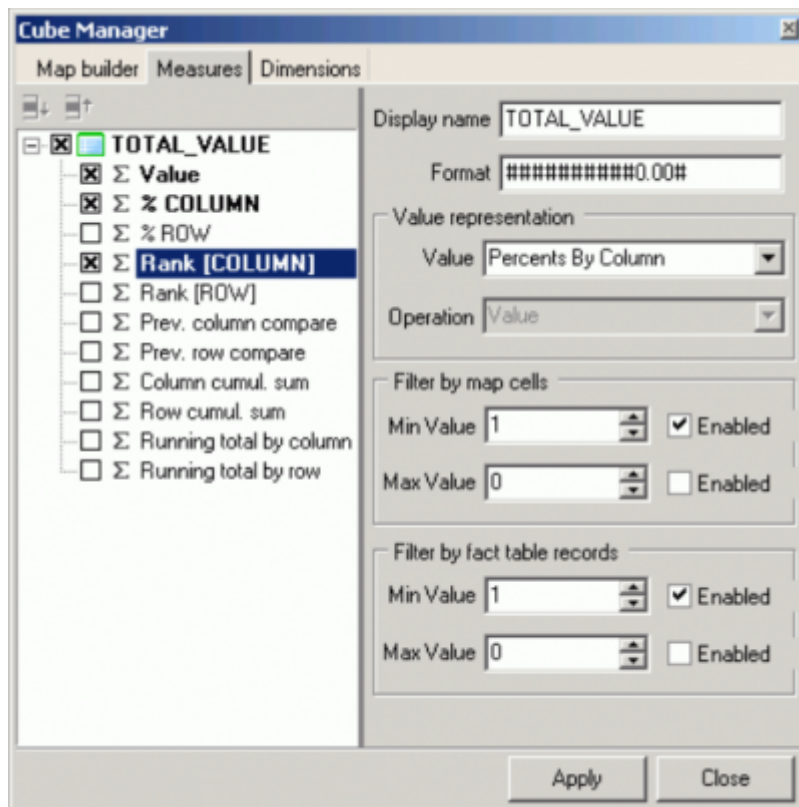 Cube Manager
Map builder Measures Dimensions
TOTAL_VALUE
Σ Value
Σ % COLUMN
Σ % ROW
Σ Rank [COLUMN]
Σ Rank [ROW]
Σ Prev. column compare
Σ Prev. row compare
Σ Column cumul. sum
Σ Row cumul. sum
Σ Running total by column
Σ Running total by row
Display name TOTAL_VALUE
Format ##########0.00#
Value representation
Value Percents By Column
Operation Value
Filter by map cells
Min Value 1 Enabled
Max Value 0 Enabled
Filter by fact table records
Min Value 1 Enabled
Max Value 0 Enabled
Apply Close